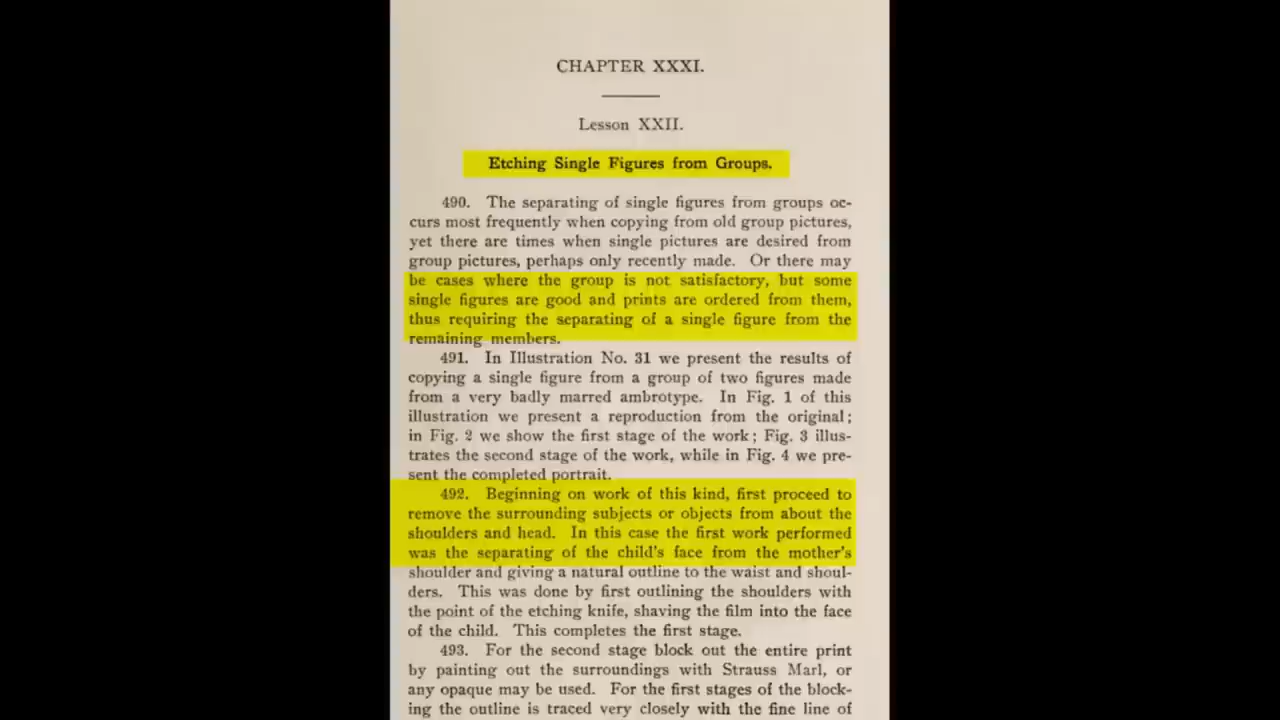 CHAPTER XXXI.
Lesson XXII.
Etching Single Figures from Groups.
490. The separating of single figures from groups oc-
curs most frequently when copying from old group pictures,
yet there are times when single pictures are desired from
group pictures, perhaps only recently made. Or there may
be cases where the group is not satisfactory, but some
single figures are good and prints are ordered from them,
thus requiring the separating of a single figure from the
remaining members.
491. In Illustration No. 31 we present the results of
copying a single figure from a group of two figures made
from a very badly marred ambrotype. In Fig. 1 of this
illustration we present a reproduction from the original;
in Fig. 2 we show the first stage of the work; Fig. 3 illus-
trates the second stage of the work, while in Fig. 4 we pre-
sent the completed portrait.
492. Beginning on work of this kind, first proceed to
remove the surrounding subjects or objects from about the
shoulders and head. In this case the first work performed
was the separating of the child's face from the mother's
shoulder and giving a natural outline to the waist and shoul-
ders. This was done by first outlining the shoulders with
the point of the etching knife, shaving the film into the face
of the child. This completes the first stage.
493. For the second stage block out the entire print
by painting out the surroundings with Strauss Marl, or
any opaque may be used. For the first stages of the block-
ing the outline is traced very closely with the fine line of